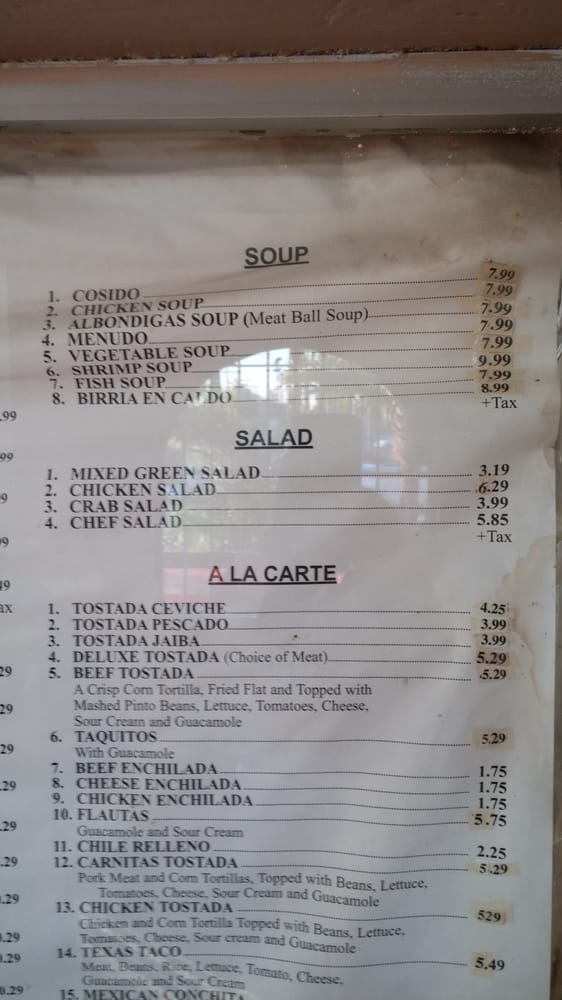 SOUP
1. COSIDO 7.99
2. CHICKEN SOUP 7.99
3. ALBONDIGAS SOUP (Meat Ball Soup) 7.99
4. MENUDO 7.99
5. VEGETABLE SOUP 7.99
6. SHRIMP SOUP 9.99
7. FISH SOUP 7.99
8. BIRRIA EN CALDO 8.99
+Tax
SALAD
1. MIXED GREEN SALAD 3.19
2. CHICKEN SALAD 6.29
3. CRAB SALAD 3.99
4. CHEF SALAD 5.85
+Tax
A LA CARTE
1. TOSTADA CEVICHE 4.25
2. TOSTADA PESCADO 3.99
3. TOSTADA JAIBA 3.99
4. DELUXE TOSTADA (Choice of Meat) 5.29
5. BEEF TOSTADA 5.29
A Crisp Corn Tortilla, Fried Flat and Topped with
Mashed Pinto Beans, Lettuce, Tomatoes, Cheese,
Sour Cream and Guacamole
6. TAQUITOS 5.29
With Guacamole
7. BEEF ENCHILADA 1.75
8. CHEESE ENCHILADA 1.75
9. CHICKEN ENCHILADA 1.75
10. FLAUTAS 5.75
Guacamole and Sour Cream
11. CHILE RELLENO 2.25
12. CARNITAS TOSTADA 5.29
Pork Meat and Corn Tortillas, Topped with Beans, Lettuce,
Tomatoes, Cheese, Sour Cream and Guacamole
13. CHICKEN TOSTADA 529
Chicken and Corn Tortilla Topped with Beans, Lettuce,
Tomatoes, Cheese, Sour cream and Guacamole
14. TEXAS TACO 5.49
Meat, Beans, Rice, Lettuce, Tomato, Cheese,
Guacamole and Sour Cream
15. MEXICAN CONCHITA